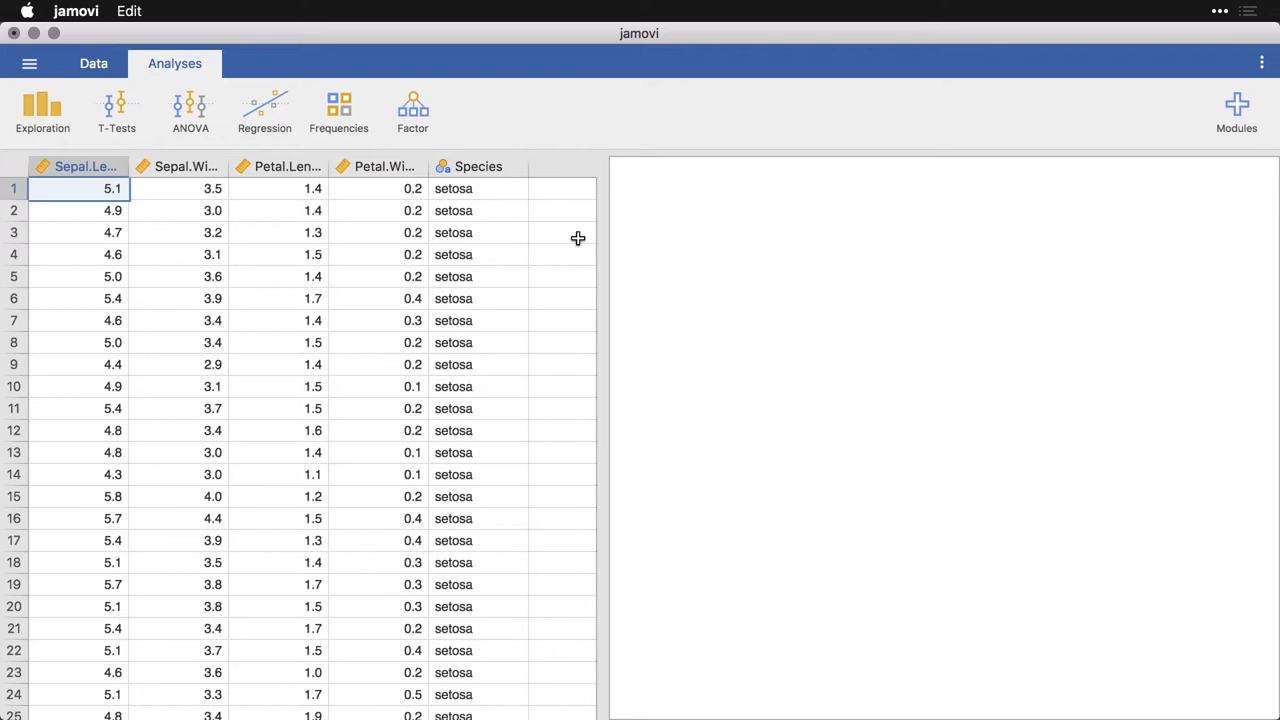 jamovi Edit
jamovi
Data Analyses
Exploration T-Tests ANOVA Regression Frequencies Factor Modules
Sepal.Le... Sepal.Wi... Petal.Len... Petal.Wi... Species
1 5.1 3.5 1.4 0.2 setosa
2 4.9 3.0 1.4 0.2 setosa
3 4.7 3.2 1.3 0.2 setosa
4 4.6 3.1 1.5 0.2 setosa
5 5.0 3.6 1.4 0.2 setosa
6 5.4 3.9 1.7 0.4 setosa
7 4.6 3.4 1.4 0.3 setosa
8 5.0 3.4 1.5 0.2 setosa
9 4.4 2.9 1.4 0.2 setosa
10 4.9 3.1 1.5 0.1 setosa
11 5.4 3.7 1.5 0.2 setosa
12 4.8 3.4 1.6 0.2 setosa
13 4.8 3.0 1.4 0.1 setosa
14 4.3 3.0 1.1 0.1 setosa
15 5.8 4.0 1.2 0.2 setosa
16 5.7 4.4 1.5 0.4 setosa
17 5.4 3.9 1.3 0.4 setosa
18 5.1 3.5 1.4 0.3 setosa
19 5.7 3.8 1.7 0.3 setosa
20 5.1 3.8 1.5 0.3 setosa
21 5.4 3.4 1.7 0.2 setosa
22 5.1 3.7 1.5 0.4 setosa
23 4.6 3.6 1.0 0.2 setosa
24 5.1 3.3 1.7 0.5 setosa
25 4.8 3.4 1.9 0.2 setosa